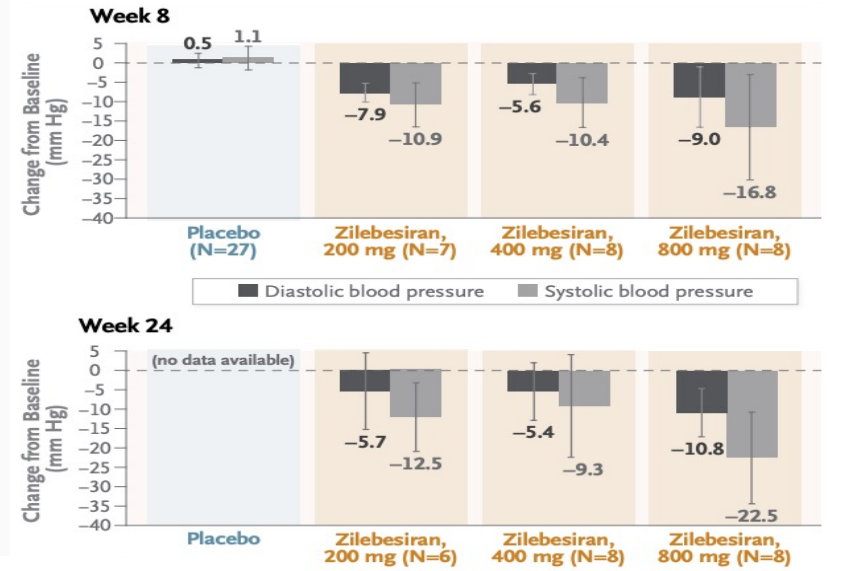 Week 8
Change from Baseline
(mm Hg)
5
0
−5
−10
−15
−20
−25
−30
−35
−40
0.5 1.1
−7.9
−10.9
−5.6
−10.4
−9.0
−16.8
Placebo
(N=27)
Zilebesiran,
200 mg (N=7)
Zilebesiran,
400 mg (N=8)
Zilebesiran,
800 mg (N=8)
Diastolic blood pressure Systolic blood pressure
Week 24
Change from Baseline
(mm Hg)
5
0
−5
−10
−15
−20
−25
−30
−35
−40
(no data available)
−5.7
−12.5
−5.4
−9.3
−10.8
−22.5
Placebo
Zilebesiran,
200 mg (N=6)
Zilebesiran,
400 mg (N=8)
Zilebesiran,
800 mg (N=8)